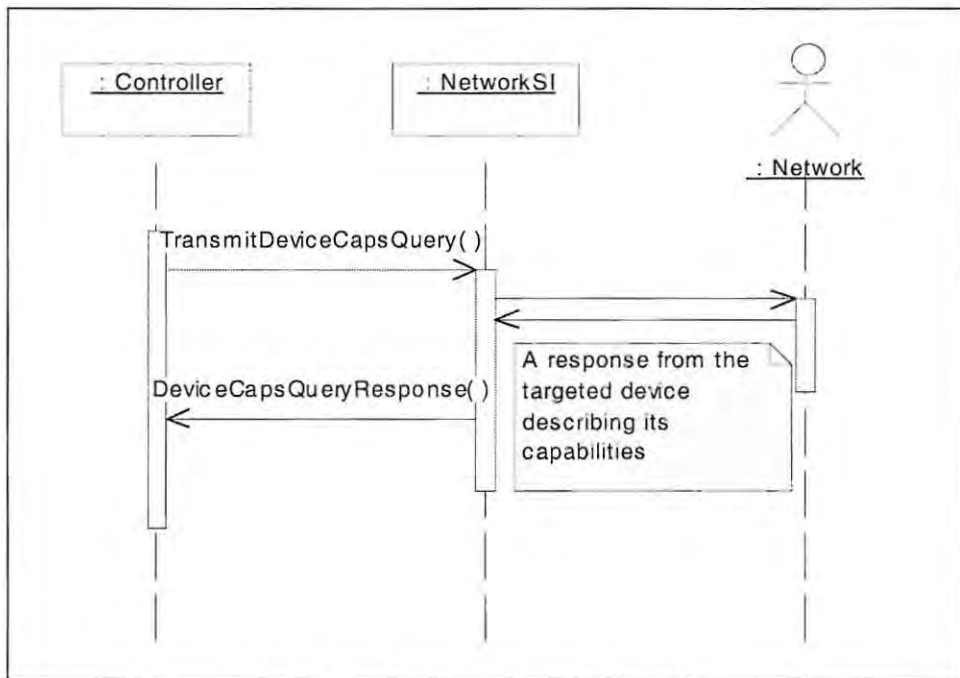 : Controller
: NetworkSI
: Network
TransmitDeviceCapsQuery( )
A response from the
targeted device
describing its
capabilities
DeviceCapsQueryResponse( )